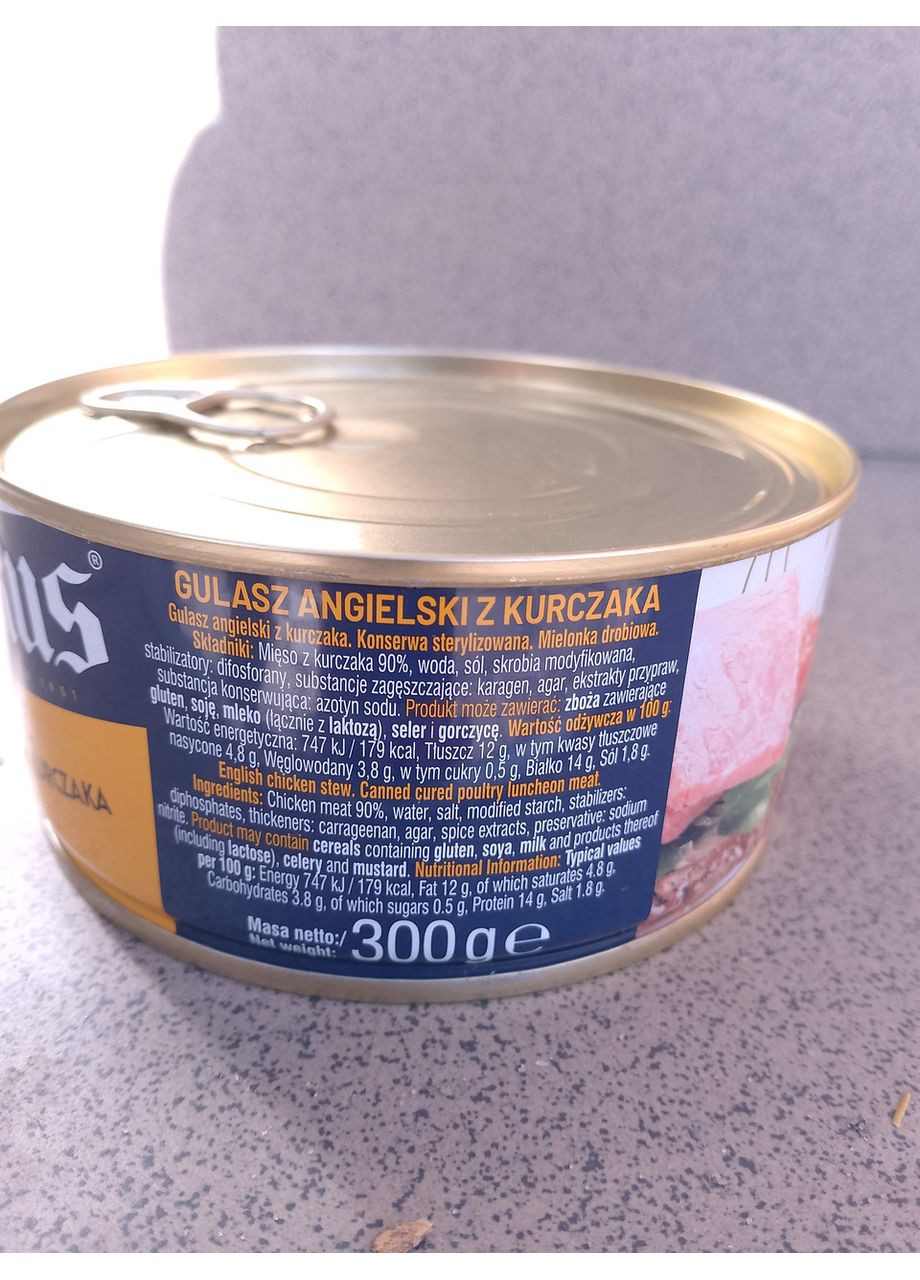 us®
1951
URCZAKA
GULASZ ANGIELSKI Z KURCZAKA
Gulasz angielski z kurczaka. Konserwa sterylizowana. Mielonka drobiowa.
Składniki: Mięso z kurczaka 90%, woda, sól, skrobia modyfikowana,
stabilizatory: difosforany, substancje zagęszczające: karagen, agar, ekstrakty przypraw,
substancja konserwująca: azotyn sodu. Produkt może zawierać: zboża zawierające
gluten, soję, mleko (łącznie z laktozą), seler i gorczycę. Wartość odżywcza w 100 g:
Wartość energetyczna: 747 kJ / 179 kcal, Tłuszcz 12 g, w tym kwasy tłuszczowe
nasycone 4,8 g, Węglowodany 3,8 g, w tym cukry 0,5 g, Białko 14 g, Sól 1,8 g.
English chicken stew. Canned cured poultry luncheon meat.
Ingredients: Chicken meat 90%, water, salt, modified starch, stabilizers:
diphosphates, thickeners: carrageenan, agar, spice extracts, preservative: sodium
nitrite. Product may contain cereals containing gluten, soya, milk and products thereof
(including lactose), celery and mustard. Nutritional Information: Typical values
per 100 g: Energy 747 kJ / 179 kcal, Fat 12 g, of which saturates 4.8 g,
Carbohydrates 3.8 g, of which sugars 0.5 g, Protein 14 g, Salt 1.8 g.
Masa netto:/
Net weight: 300 g e